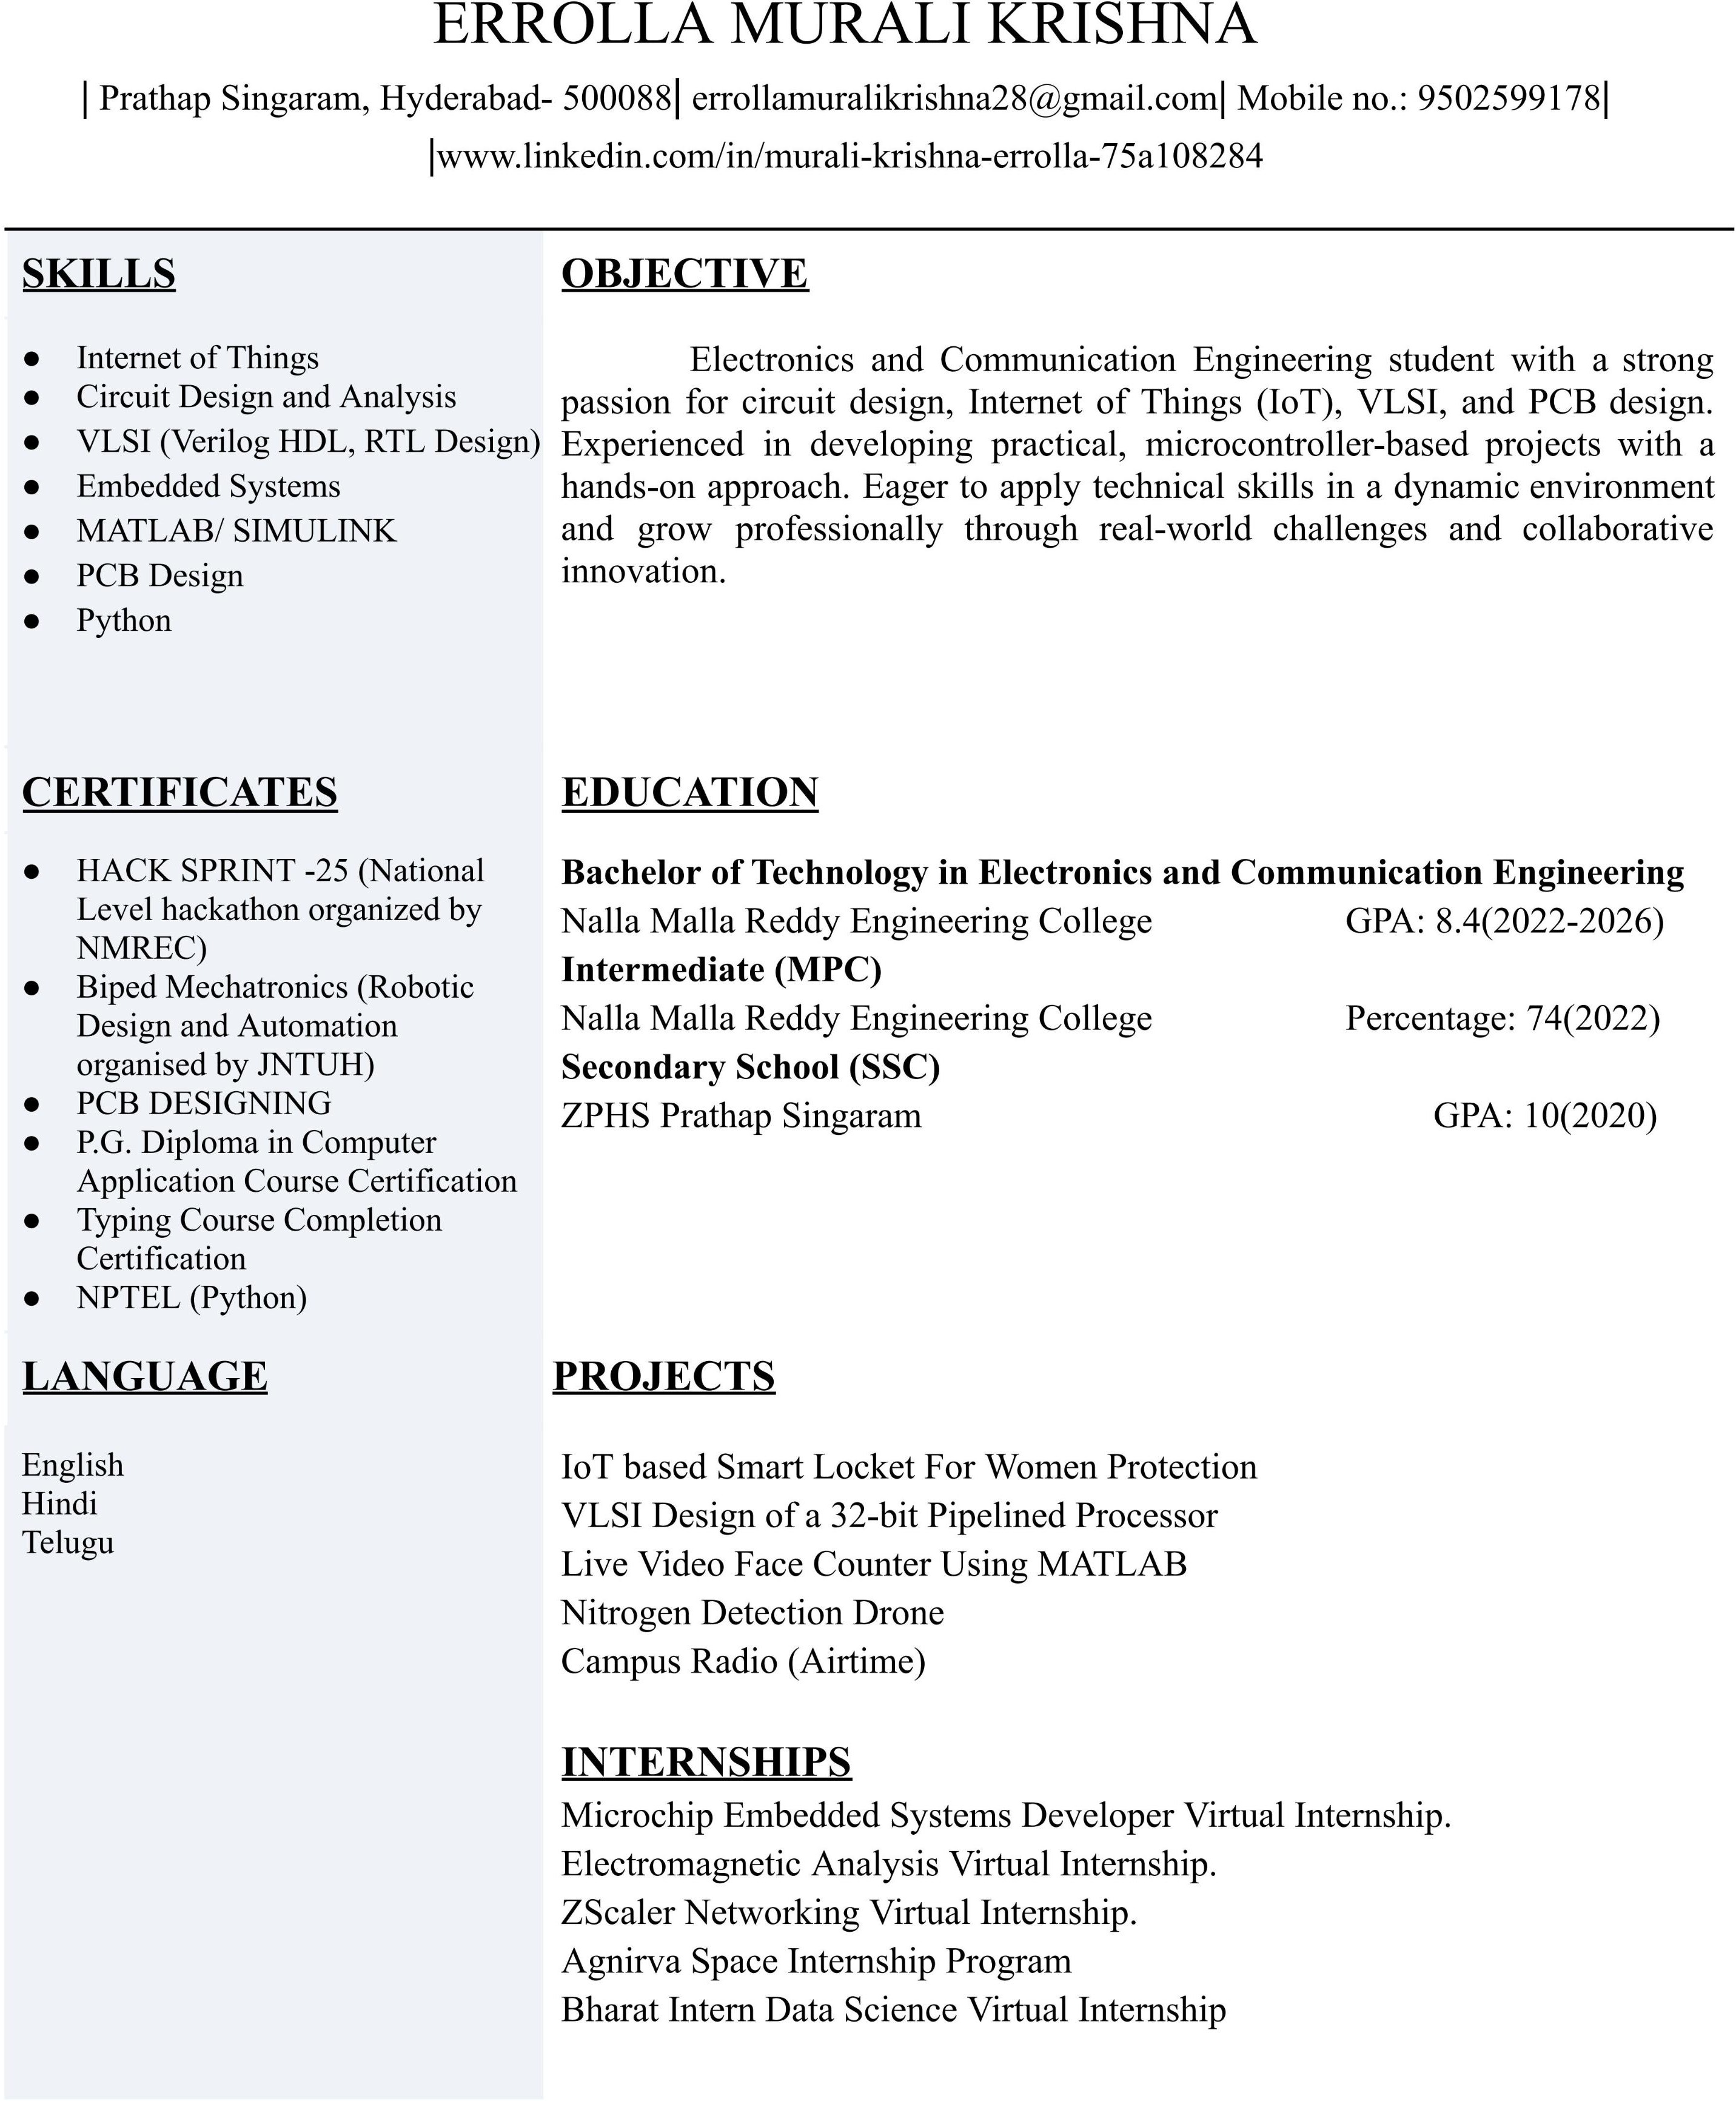 ERROLLA MURALI KRISHNA
| Prathap Singaram, Hyderabad- 500088| errollamuralikrishna28@gmail.com| Mobile no.: 9502599178|
|www.linkedin.com/in/murali-krishna-errolla-75a108284
SKILLS
● Internet of Things
● Circuit Design and Analysis
● VLSI (Verilog HDL, RTL Design)
● Embedded Systems
● MATLAB/ SIMULINK
● PCB Design
● Python
OBJECTIVE
Electronics and Communication Engineering student with a strong
passion for circuit design, Internet of Things (IoT), VLSI, and PCB design.
Experienced in developing practical, microcontroller-based projects with a
hands-on approach. Eager to apply technical skills in a dynamic environment
and grow professionally through real-world challenges and collaborative
innovation.
CERTIFICATES
● HACK SPRINT -25 (National
Level hackathon organized by
NMREC)
● Biped Mechatronics (Robotic
Design and Automation
organised by JNTUH)
● PCB DESIGNING
● P.G. Diploma in Computer
Application Course Certification
● Typing Course Completion
Certification
● NPTEL (Python)
EDUCATION
Bachelor of Technology in Electronics and Communication Engineering
Nalla Malla Reddy Engineering College GPA: 8.4(2022-2026)
Intermediate (MPC)
Nalla Malla Reddy Engineering College Percentage: 74(2022)
Secondary School (SSC)
ZPHS Prathap Singaram GPA: 10(2020)
LANGUAGE
English
Hindi
Telugu
PROJECTS
IoT based Smart Locket For Women Protection
VLSI Design of a 32-bit Pipelined Processor
Live Video Face Counter Using MATLAB
Nitrogen Detection Drone
Campus Radio (Airtime)
INTERNSHIPS
Microchip Embedded Systems Developer Virtual Internship.
Electromagnetic Analysis Virtual Internship.
ZScaler Networking Virtual Internship.
Agnirva Space Internship Program
Bharat Intern Data Science Virtual Internship